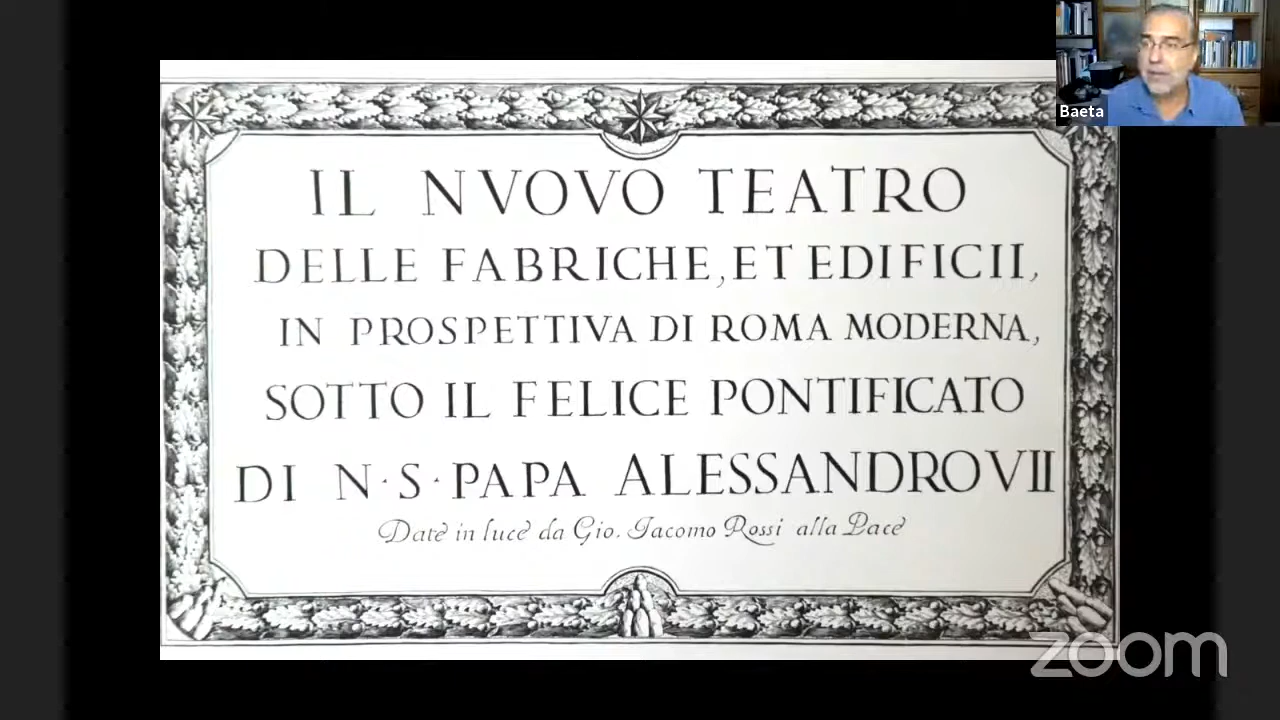 Baeta
IL NVOVO TEATRO
DELLE FABRICHE, ET EDIFICII,
IN PROSPETTIVA DI ROMA MODERNA,
SOTTO IL FELICE PONTIFICATO
DI N·S·PAPA ALESSANDRO VII
Date in luce da Gio. Iacomo Rossi alla Pace
zoom